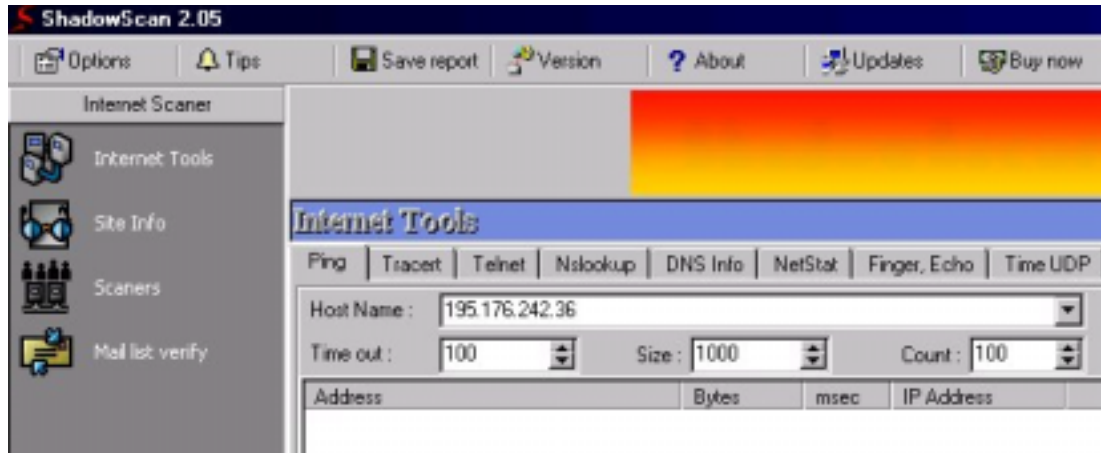 ShadowScan 2.05
Options Tips Save report Version ? About Updates Buy now
Internet Scaner
Internet Tools
Site Info
Scaners
Mail list verify
Internet Tools
Ping Tracert Telnet Nslookup DNS Info NetStat Finger, Echo Time UDP
Host Name : 195.176.242.36
Time out : 100 Size : 1000 Count : 100
Address Bytes msec IP Address